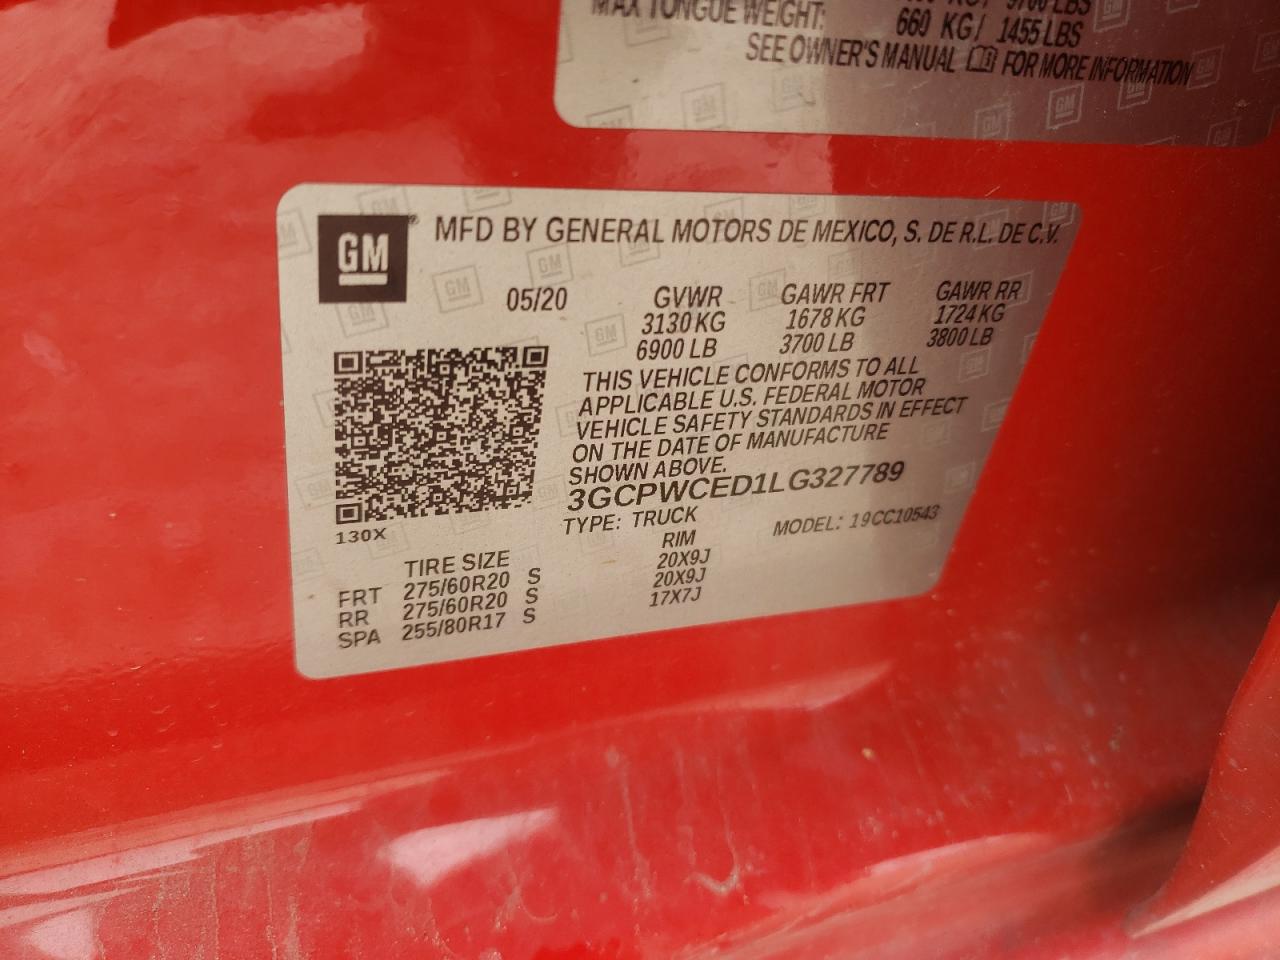 MAX TONGUE WEIGHT:
660 KG/ 1455 LBS
SEE OWNER'S MANUAL FOR MORE INFORMATION
GM
MFD BY GENERAL MOTORS DE MEXICO, S. DE R.L. DE C.V.
05/20 GVWR GAWR FRT GAWR RR
3130 KG 1678 KG 1724 KG
6900 LB 3700 LB 3800 LB
THIS VEHICLE CONFORMS TO ALL
APPLICABLE U.S. FEDERAL MOTOR
VEHICLE SAFETY STANDARDS IN EFFECT
ON THE DATE OF MANUFACTURE
SHOWN ABOVE.
3GCPWCED1LG327789
TYPE: TRUCK MODEL: 19CC10543
130X
TIRE SIZE RIM
FRT 275/60R20 S 20X9J
RR 275/60R20 S 20X9J
SPA 255/80R17 S 17X7J